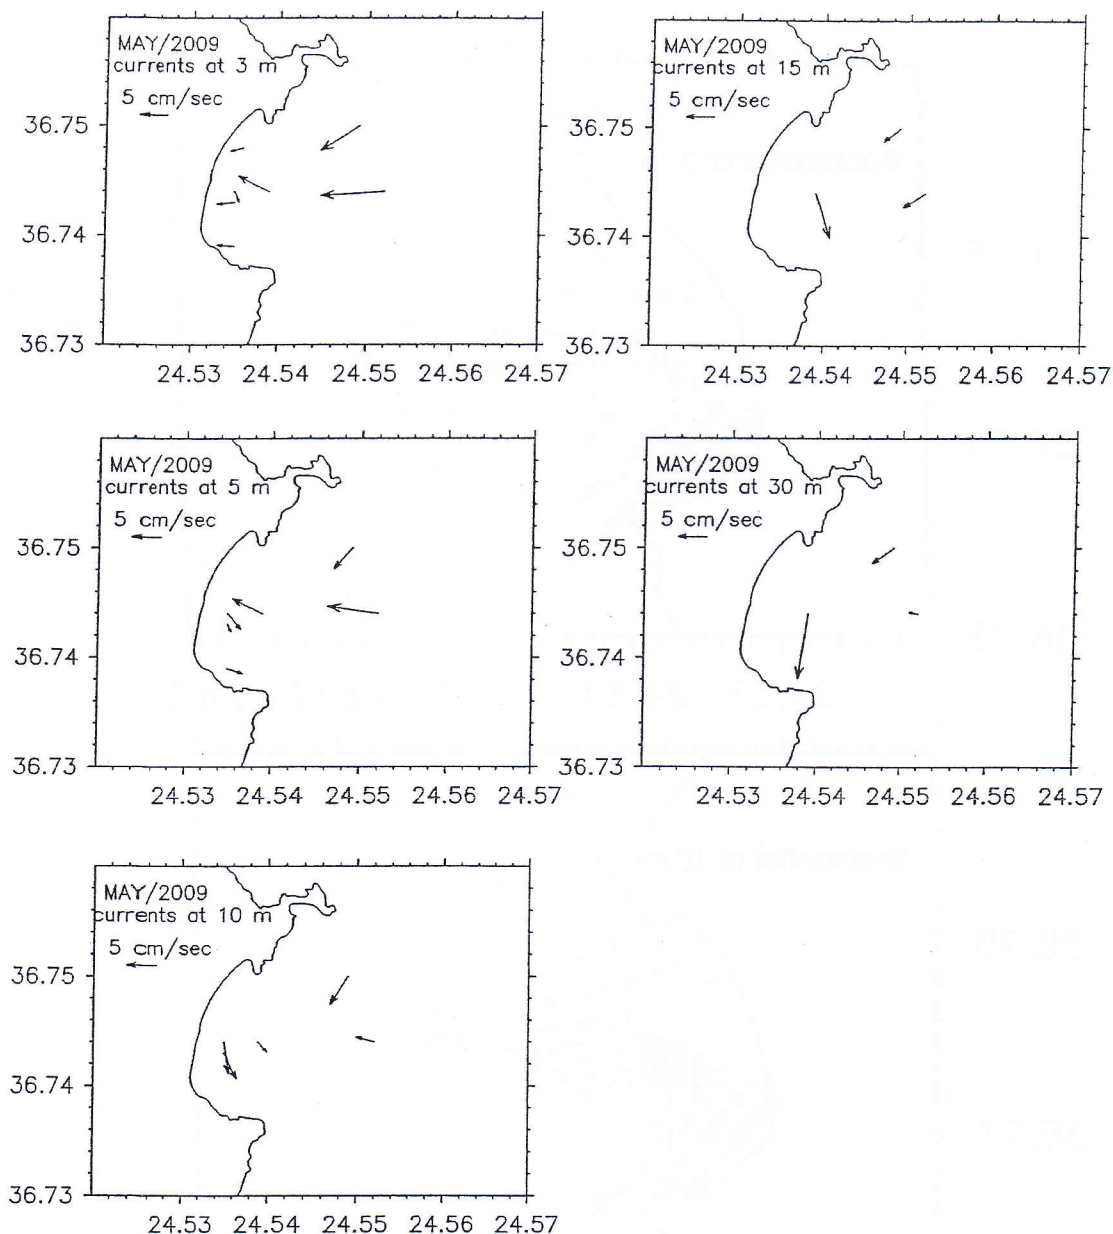 MAY/2009
currents at 3 m
5 cm/sec
36.75
36.74
36.73
24.53 24.54 24.55 24.56 24.57
MAY/2009
currents at 15 m
5 cm/sec
36.75
36.74
36.73
24.53 24.54 24.55 24.56 24.57
MAY/2009
currents at 5 m
5 cm/sec
36.75
36.74
36.73
24.53 24.54 24.55 24.56 24.57
MAY/2009
currents at 30 m
5 cm/sec
36.75
36.74
36.73
24.53 24.54 24.55 24.56 24.57
MAY/2009
currents at 10 m
5 cm/sec
36.75
36.74
36.73
24.53 24.54 24.55 24.56 24.57